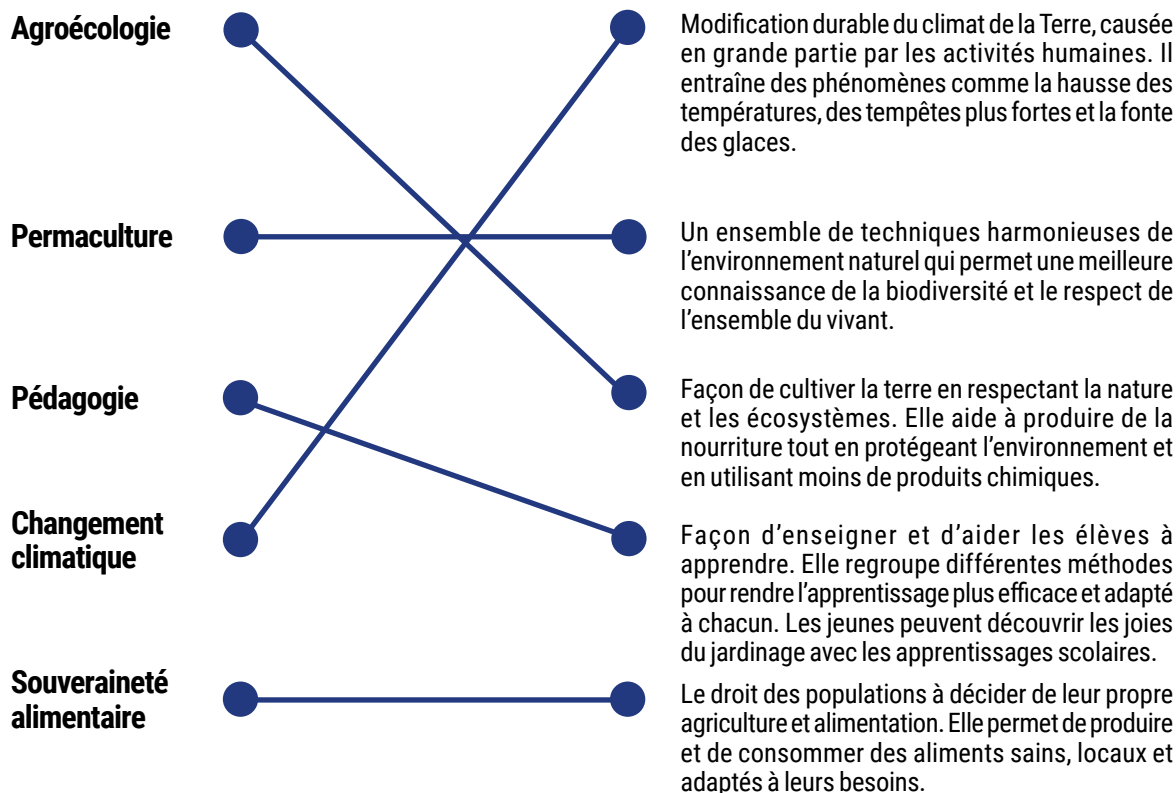 Agroécologie
Modification durable du climat de la Terre, causée
en grande partie par les activités humaines. Il
entraîne des phénomènes comme la hausse des
températures, des tempêtes plus fortes et la fonte
des glaces.
Permaculture
Un ensemble de techniques harmonieuses de
l’environnement naturel qui permet une meilleure
connaissance de la biodiversité et le respect de
l’ensemble du vivant.
Pédagogie
Façon de cultiver la terre en respectant la nature
et les écosystèmes. Elle aide à produire de la
nourriture tout en protégeant l’environnement et
en utilisant moins de produits chimiques.
Changement
climatique
Façon d’enseigner et d’aider les élèves à
apprendre. Elle regroupe différentes méthodes
pour rendre l’apprentissage plus efficace et adapté
à chacun. Les jeunes peuvent découvrir les joies
du jardinage avec les apprentissages scolaires.
Souveraineté
alimentaire
Le droit des populations à décider de leur propre
agriculture et alimentation. Elle permet de produire
et de consommer des aliments sains, locaux et
adaptés à leurs besoins.